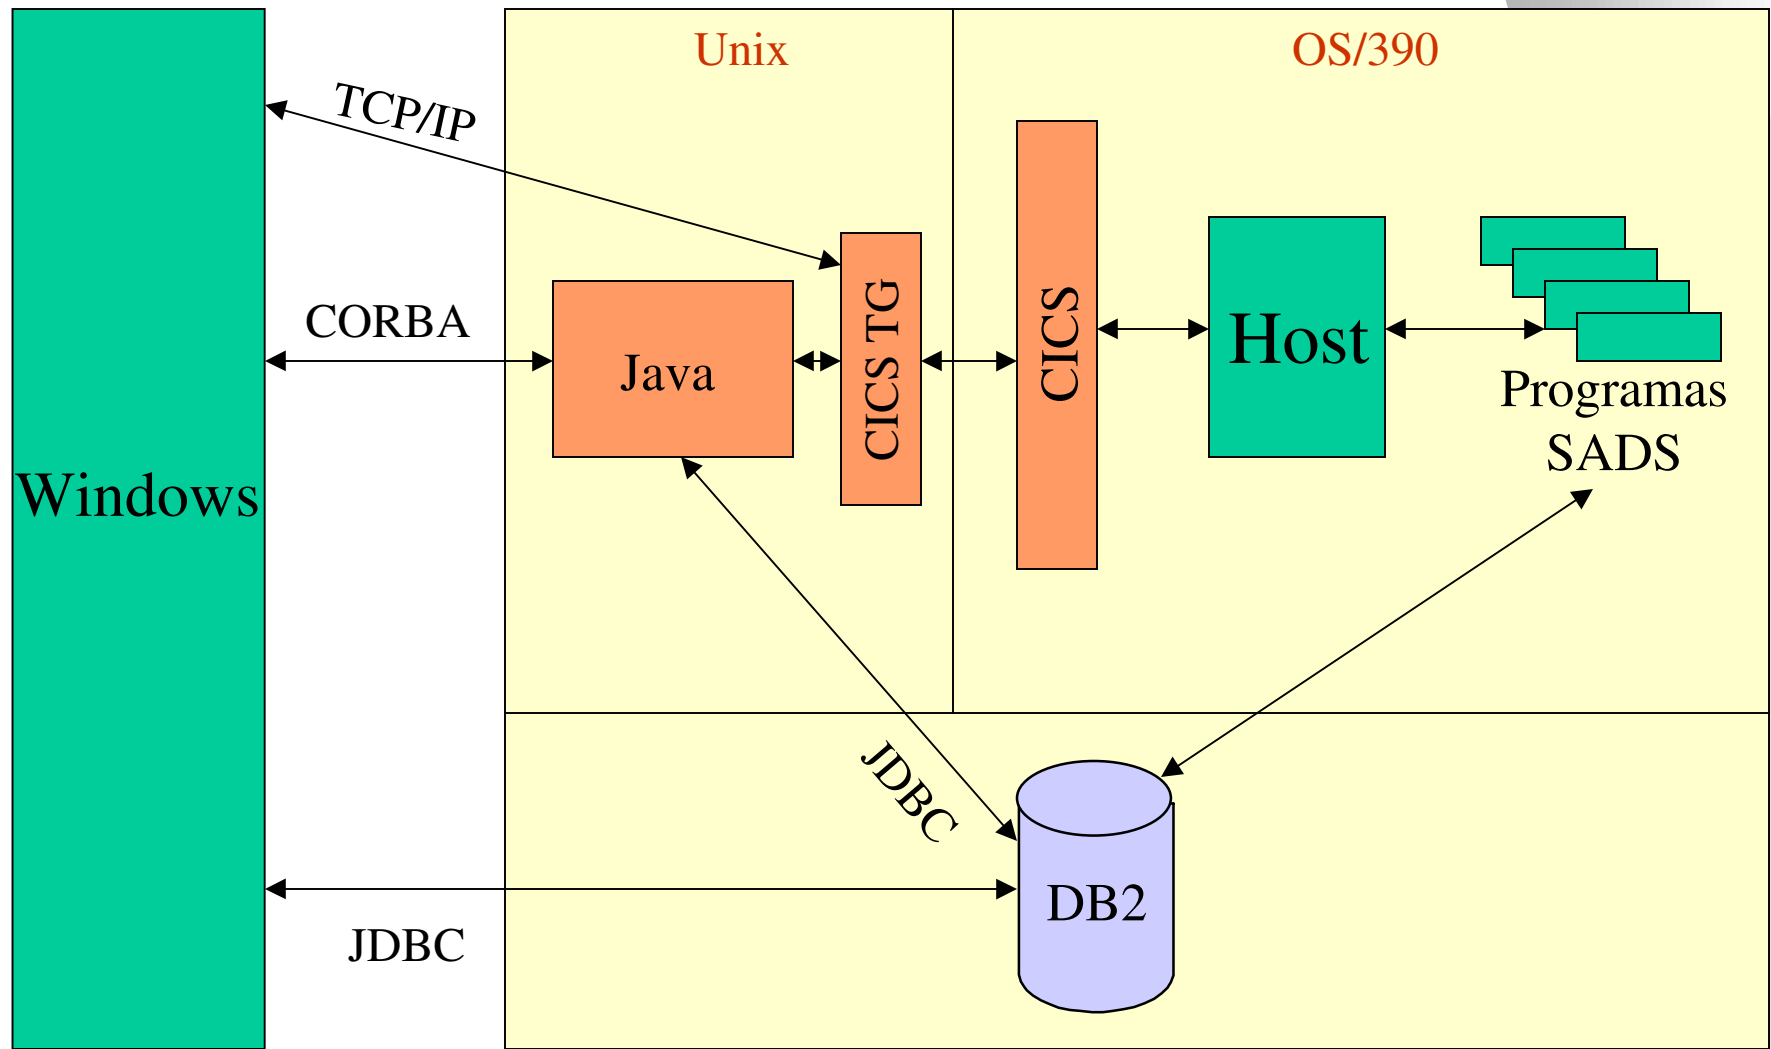 Unix
OS/390
TCP/IP
CORBA
Java
CICS TG
CICS
Host
Programas
SADS
Windows
JDBC
DB2
JDBC